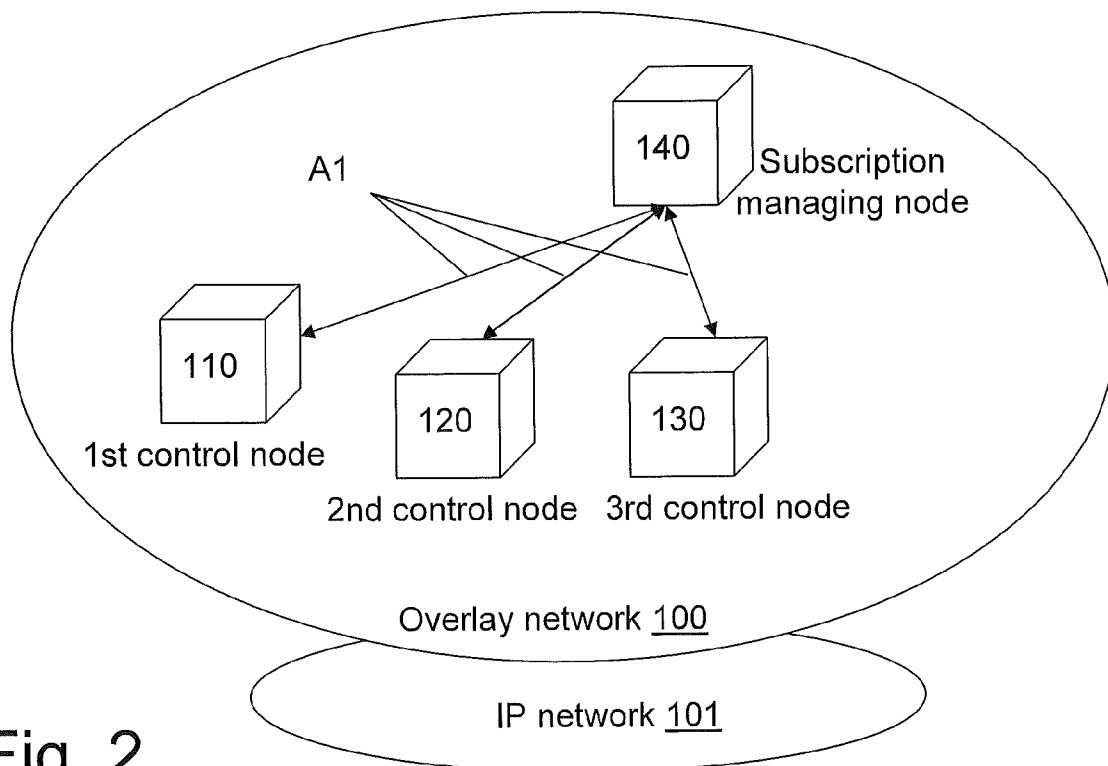 140
Subscription
managing node
A1
110
120
130
1st control node
2nd control node
3rd control node
Overlay network 100
IP network 101
Fig. 2